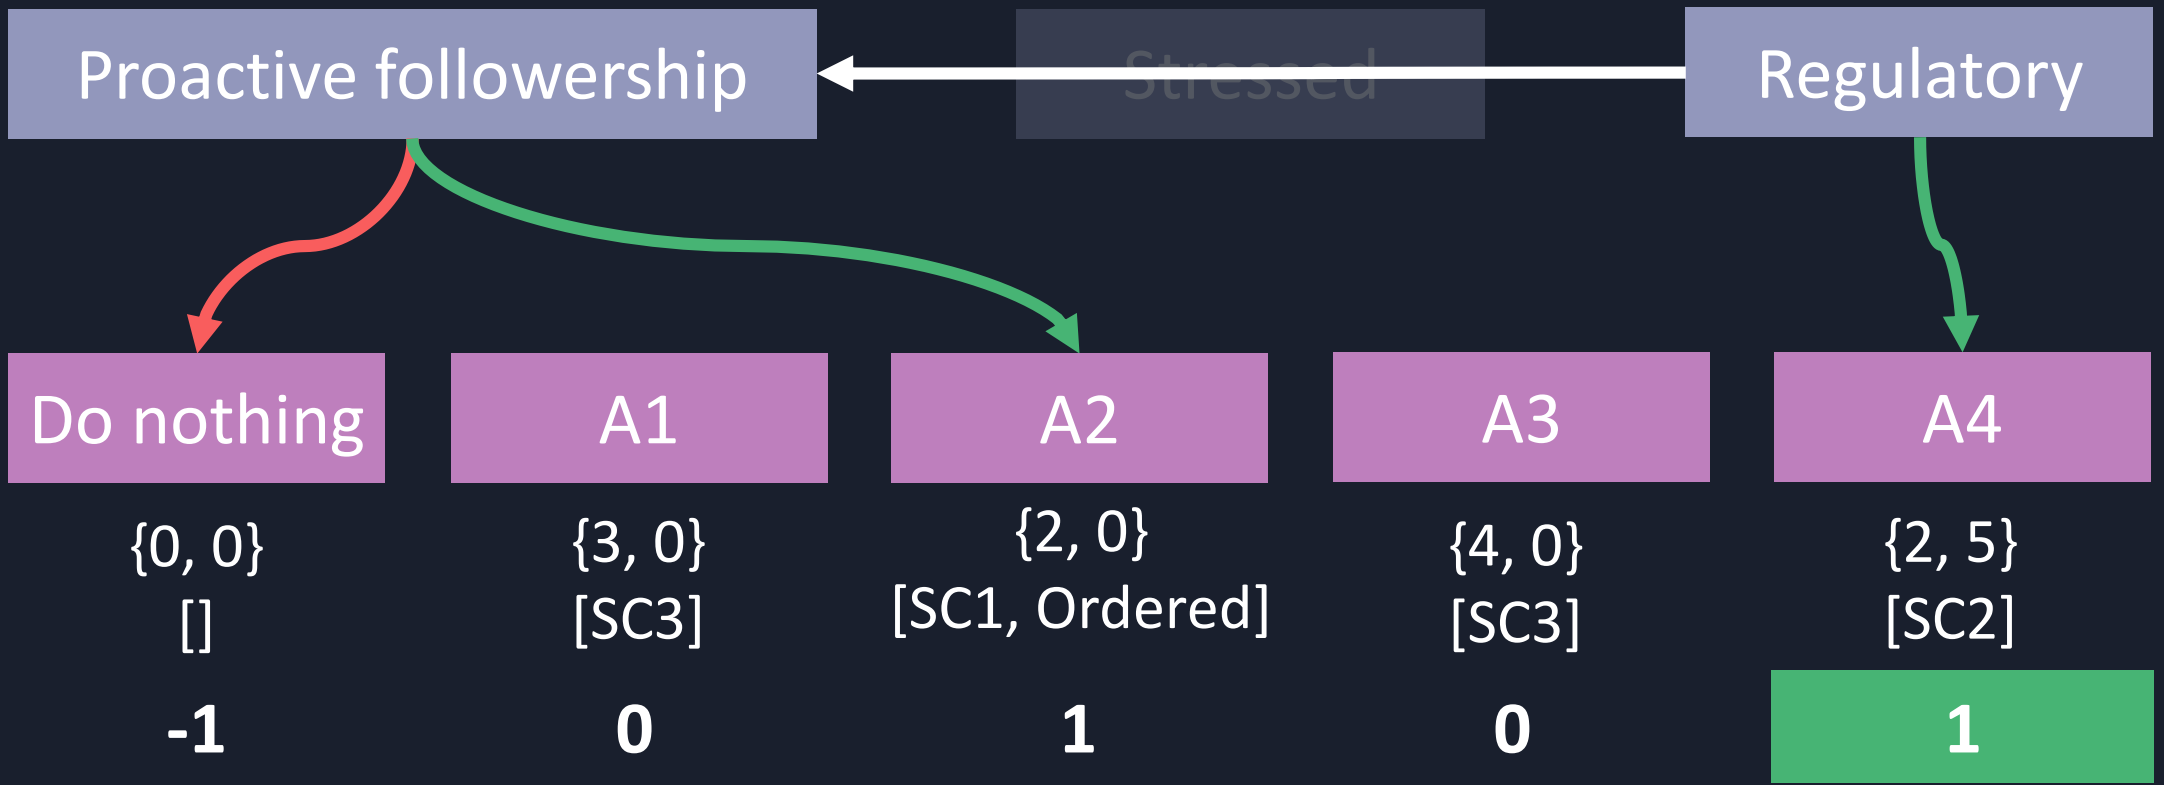 Proactive followership
Stressed
Regulatory
Do nothing
A1
A2
A3
A4
{0, 0}
{3, 0}
{2, 0}
{4, 0}
{2, 5}
[]
[SC3]
[SC1, Ordered]
[SC3]
[SC2]
-1
0
1
0
1